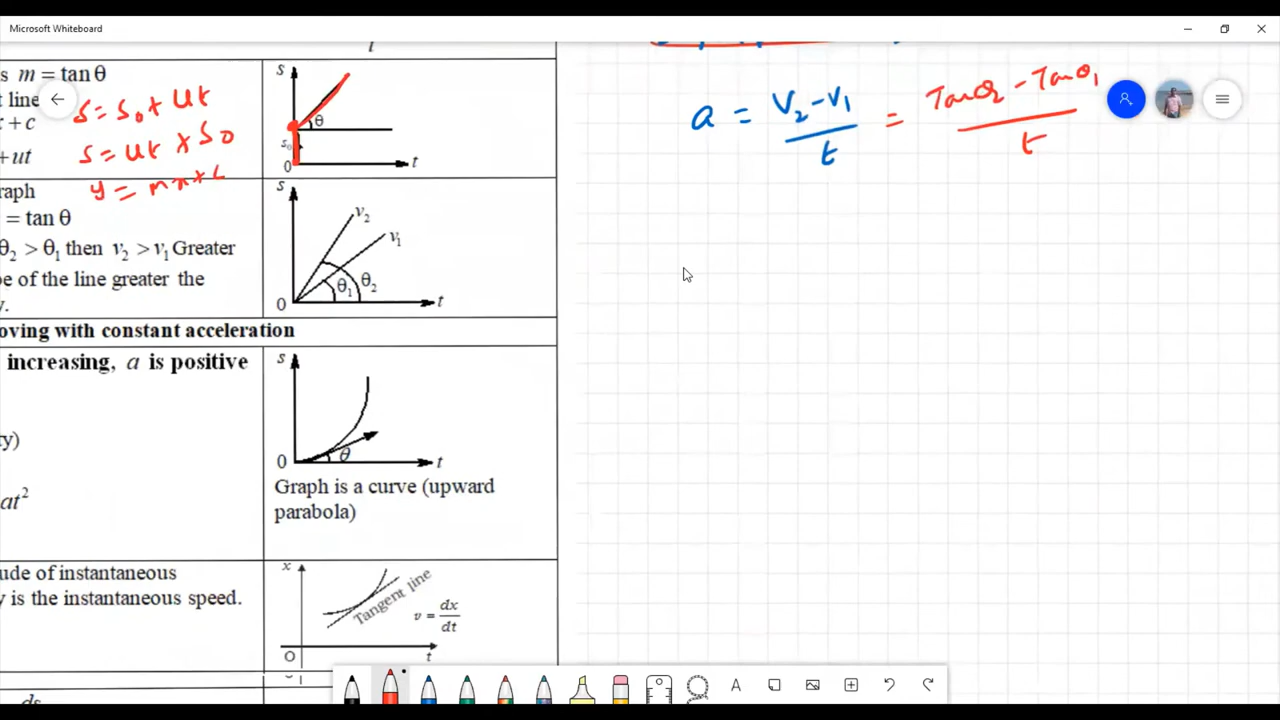 Microsoft Whiteboard
s m = tan θ
t line
x + c
+ ut
s = s₀ + ut
s = ut + s₀
y = mx + c
s
θ
s₀
0
t
raph
= tan θ
θ₂ > θ₁ then v₂ > v₁ Greater
pe of the line greater the
y.
s
v₂
v₁
θ₁
θ₂
0
t
oving with constant acceleration
increasing, a is positive
ty)
at²
s
θ
0
t
Graph is a curve (upward
parabola)
ude of instantaneous
y is the instantaneous speed.
x
Tangent line
v = dx/dt
O
t
ds
a = (v₂ - v₁)/t = (Tanθ₂ - Tanθ₁)/t
A